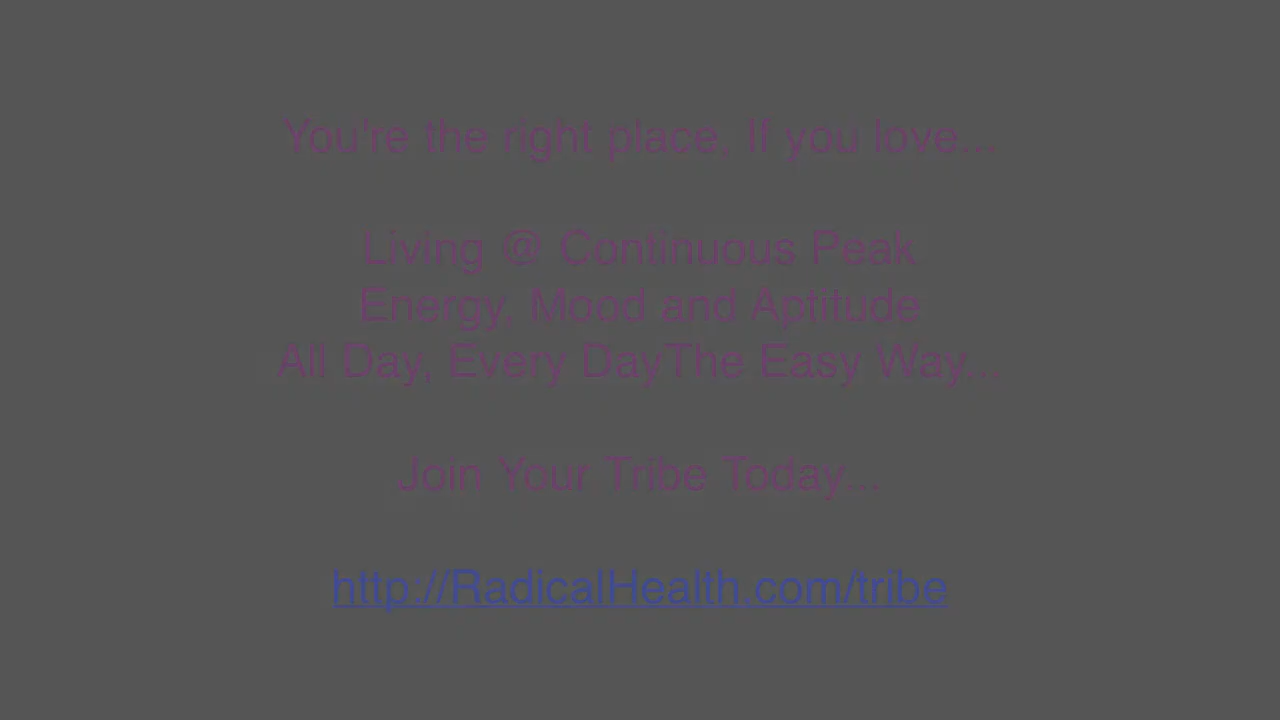 You're the right place, If you love...
Living @ Continuous Peak
Energy, Mood and Aptitude
All Day, Every DayThe Easy Way...
Join Your Tribe Today...
http://RadicalHealth.com/tribe